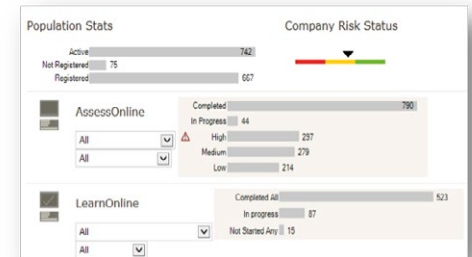 Population Stats
Company Risk Status
Active 742
Not Registered 75
Registered 667
AssessOnline
All
All
Completed 790
In Progress 44
High 297
Medium 279
Low 214
LearnOnline
All
All
Completed All 523
In progress 87
Not Started Any 15